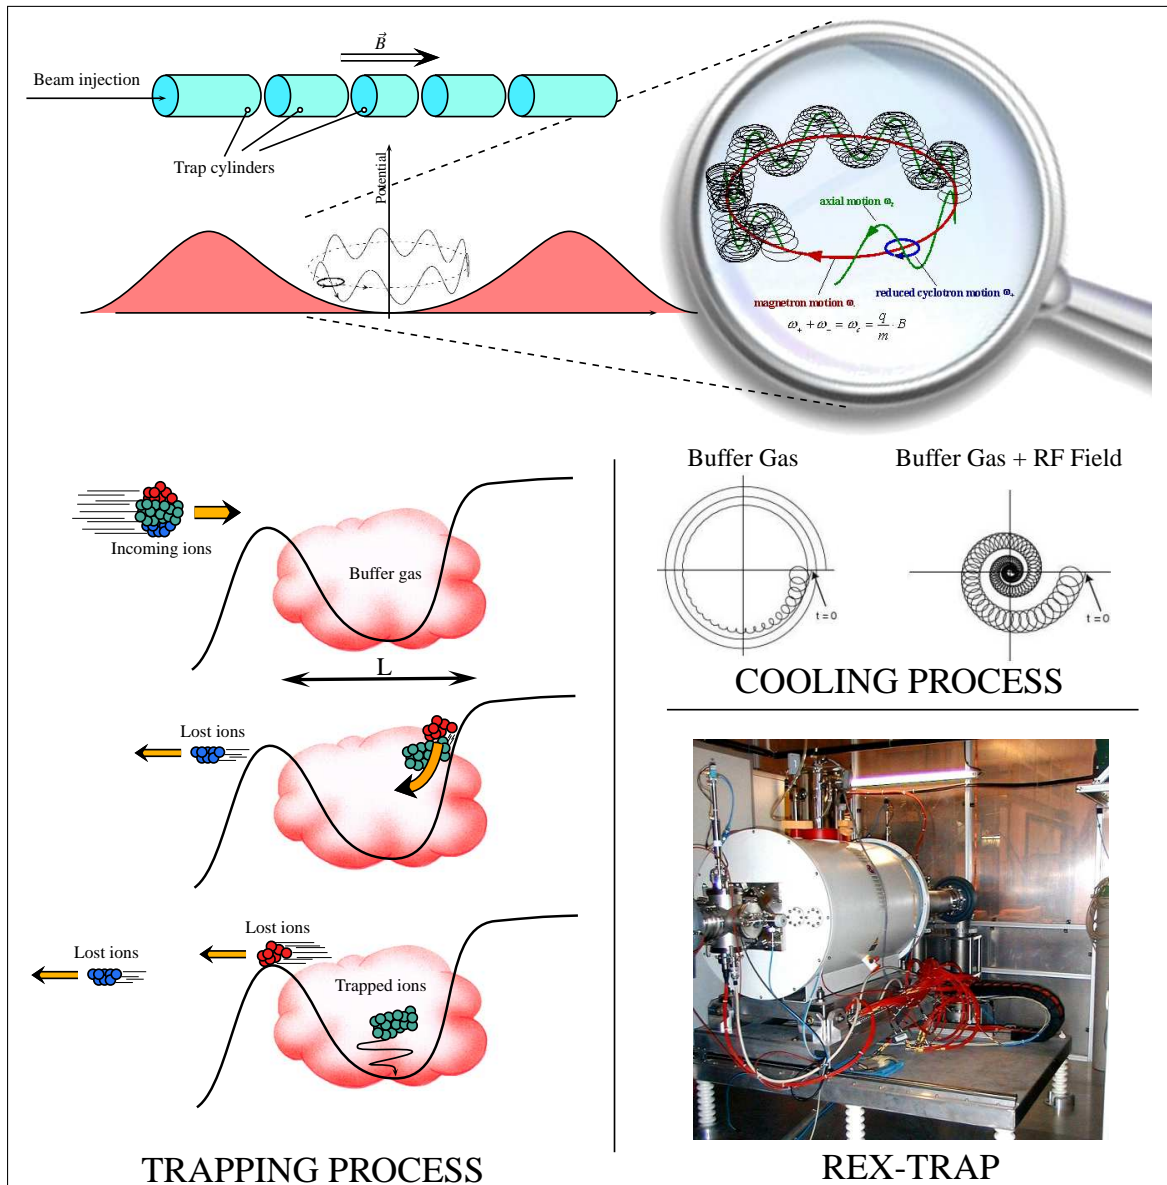 B
Beam injection
Trap cylinders
Potential
axial motion ω_z
magnetron motion ω_-
reduced cyclotron motion ω_+
ω_+ + ω_- = ω_c = q/m · B
Buffer Gas
Buffer Gas + RF Field
Incoming ions
Buffer gas
t = 0
t = 0
L
COOLING PROCESS
Lost ions
Lost ions
Lost ions
Trapped ions
TRAPPING PROCESS
REX-TRAP